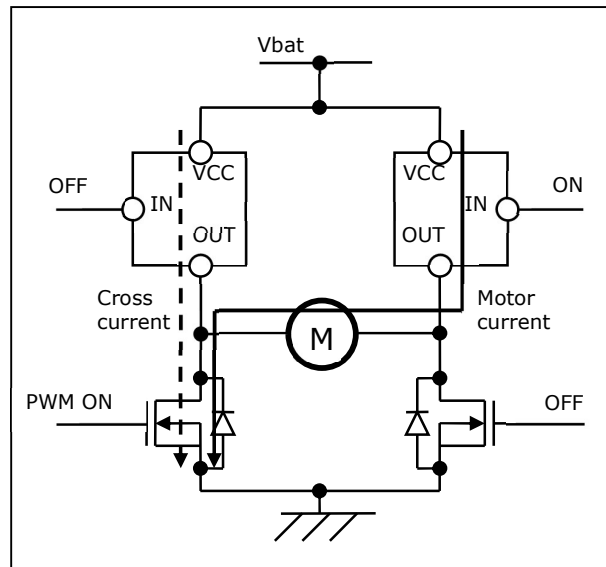 Vbat
VCC
VCC
OFF
IN
IN
ON
OUT
OUT
Cross
current
Motor
current
M
PWM ON
OFF